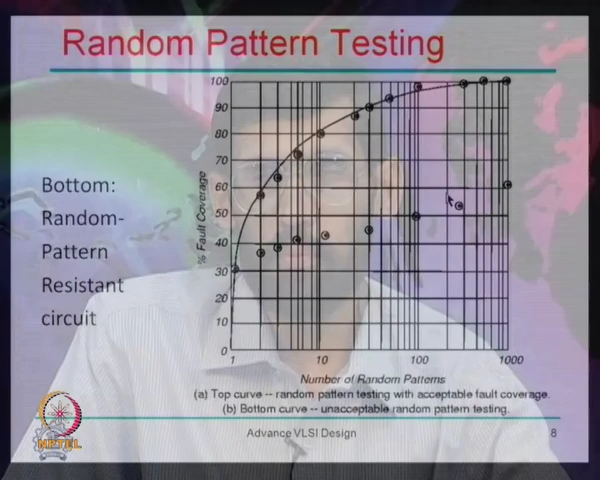 Random Pattern Testing
Bottom:
Random-
Pattern
Resistant
circuit
% Fault Coverage
100
90
80
70
60
50
40
30
20
10
0
1
10
100
1000
Number of Random Patterns
(a) Top curve -- random pattern testing with acceptable fault coverage.
(b) Bottom curve -- unacceptable random pattern testing.
NPTEL
Advance VLSI Design
8